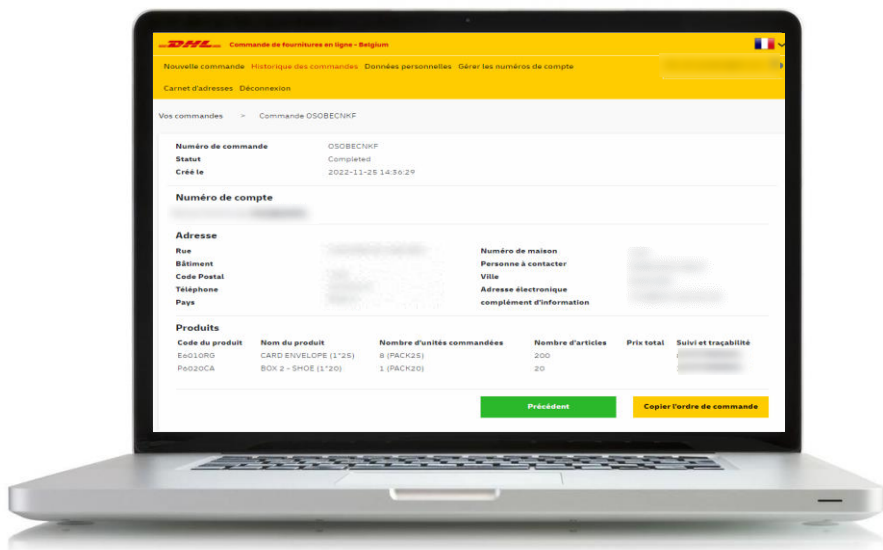 DHL Commande de fournitures en ligne - Belgium
Nouvelle commande Historique des commandes Données personnelles Gérer les numéros de compte
Carnet d'adresses Déconnexion
Vos commandes > Commande OSOBECNKF
Numéro de commande OSOBECNKF
Statut Completed
Créé le 2022-11-25 14:36:29
Numéro de compte
Adresse
Rue Numéro de maison
Bâtiment Personne à contacter
Code Postal Ville
Téléphone Adresse électronique
Pays complément d'information
Produits
Code du produit Nom du produit Nombre d'unités commandées Nombre d'articles Prix total Suivi et traçabilité
E6010RG CARD ENVELOPE (1*25) 8 (PACK25) 200
P6020CA BOX 2 - SHOE (1*20) 1 (PACK20) 20
Précédent Copier l'ordre de commande